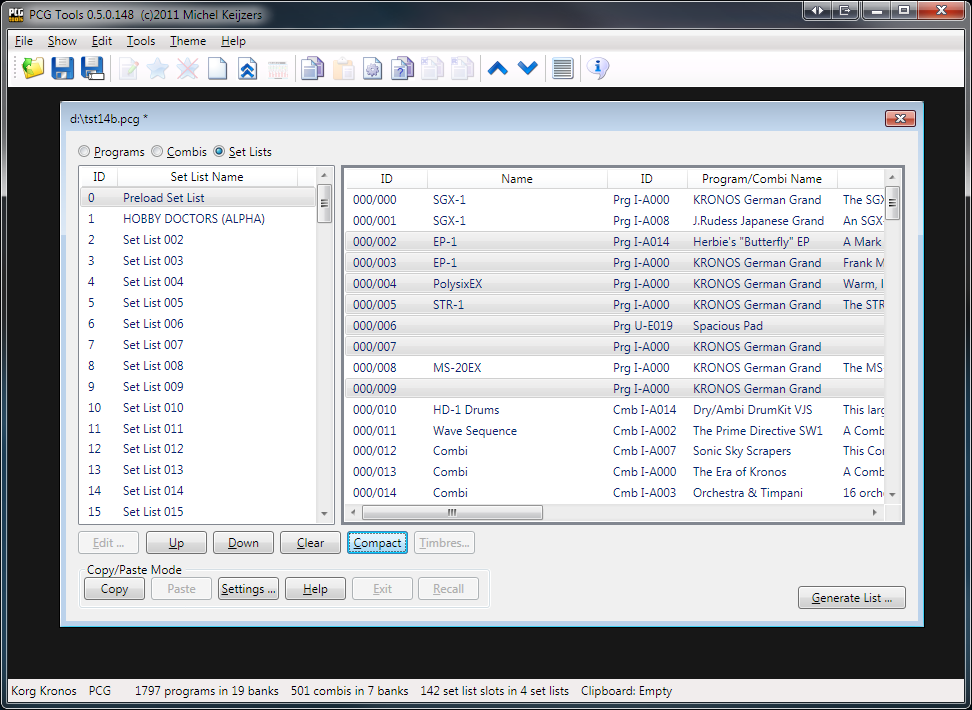 PCG Tools 0.5.0.148 (c)2011 Michel Keijzers
File Show Edit Tools Theme Help
d:\tst14b.pcg *
Programs Combis Set Lists
ID Set List Name
0 Preload Set List
1 HOBBY DOCTORS (ALPHA)
2 Set List 002
3 Set List 003
4 Set List 004
5 Set List 005
6 Set List 006
7 Set List 007
8 Set List 008
9 Set List 009
10 Set List 010
11 Set List 011
12 Set List 012
13 Set List 013
14 Set List 014
15 Set List 015
ID Name ID Program/Combi Name
000/000 SGX-1 Prg I-A000 KRONOS German Grand The SGX
000/001 SGX-1 Prg I-A008 J.Rudess Japanese Grand An SGX-
000/002 EP-1 Prg I-A014 Herbie's "Butterfly" EP A Mark
000/003 EP-1 Prg I-A000 KRONOS German Grand Frank M
000/004 PolysixEX Prg I-A000 KRONOS German Grand Warm, l
000/005 STR-1 Prg I-A000 KRONOS German Grand The STR
000/006 Prg U-E019 Spacious Pad
000/007 Prg I-A000 KRONOS German Grand
000/008 MS-20EX Prg I-A000 KRONOS German Grand The MS
000/009 Prg I-A000 KRONOS German Grand
000/010 HD-1 Drums Cmb I-A014 Dry/Ambi DrumKit VJS This larg
000/011 Wave Sequence Cmb I-A002 The Prime Directive SW1 A Comb
000/012 Combi Cmb I-A007 Sonic Sky Scrapers This Co
000/013 Combi Cmb I-A000 The Era of Kronos A Comb
000/014 Combi Cmb I-A003 Orchestra & Timpani 16 orch
Edit ... Up Down Clear Compact Timbres...
Copy/Paste Mode
Copy Paste Settings ... Help Exit Recall
Generate List ...
Korg Kronos PCG 1797 programs in 19 banks 501 combis in 7 banks 142 set list slots in 4 set lists Clipboard: Empty